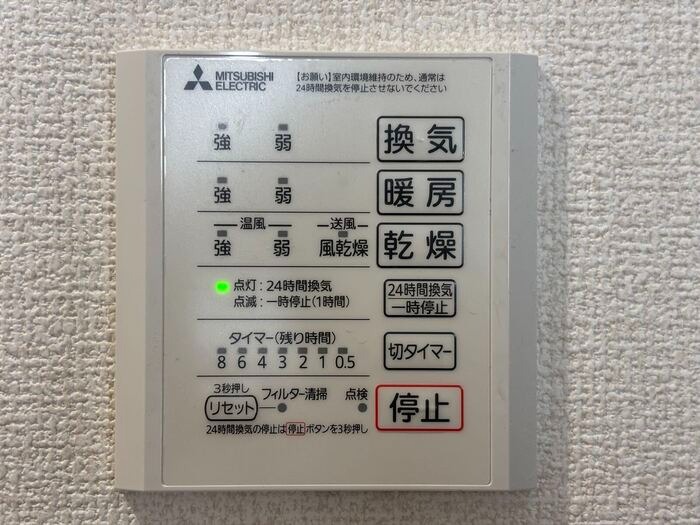 MITSUBISHI
ELECTRIC
【お願い】室内環境維持のため、通常は
24時間換気を停止させないでください
強 弱 換気
強 弱 暖房
温風 送風
強 弱 風乾燥 乾燥
点灯：24時間換気
点滅：一時停止(1時間)
24時間換気
一時停止
タイマー(残り時間)
8 6 4 3 2 1 0.5
切タイマー
3秒押し
リセット フィルター清掃 点検
停止
24時間換気の停止は停止ボタンを3秒押し